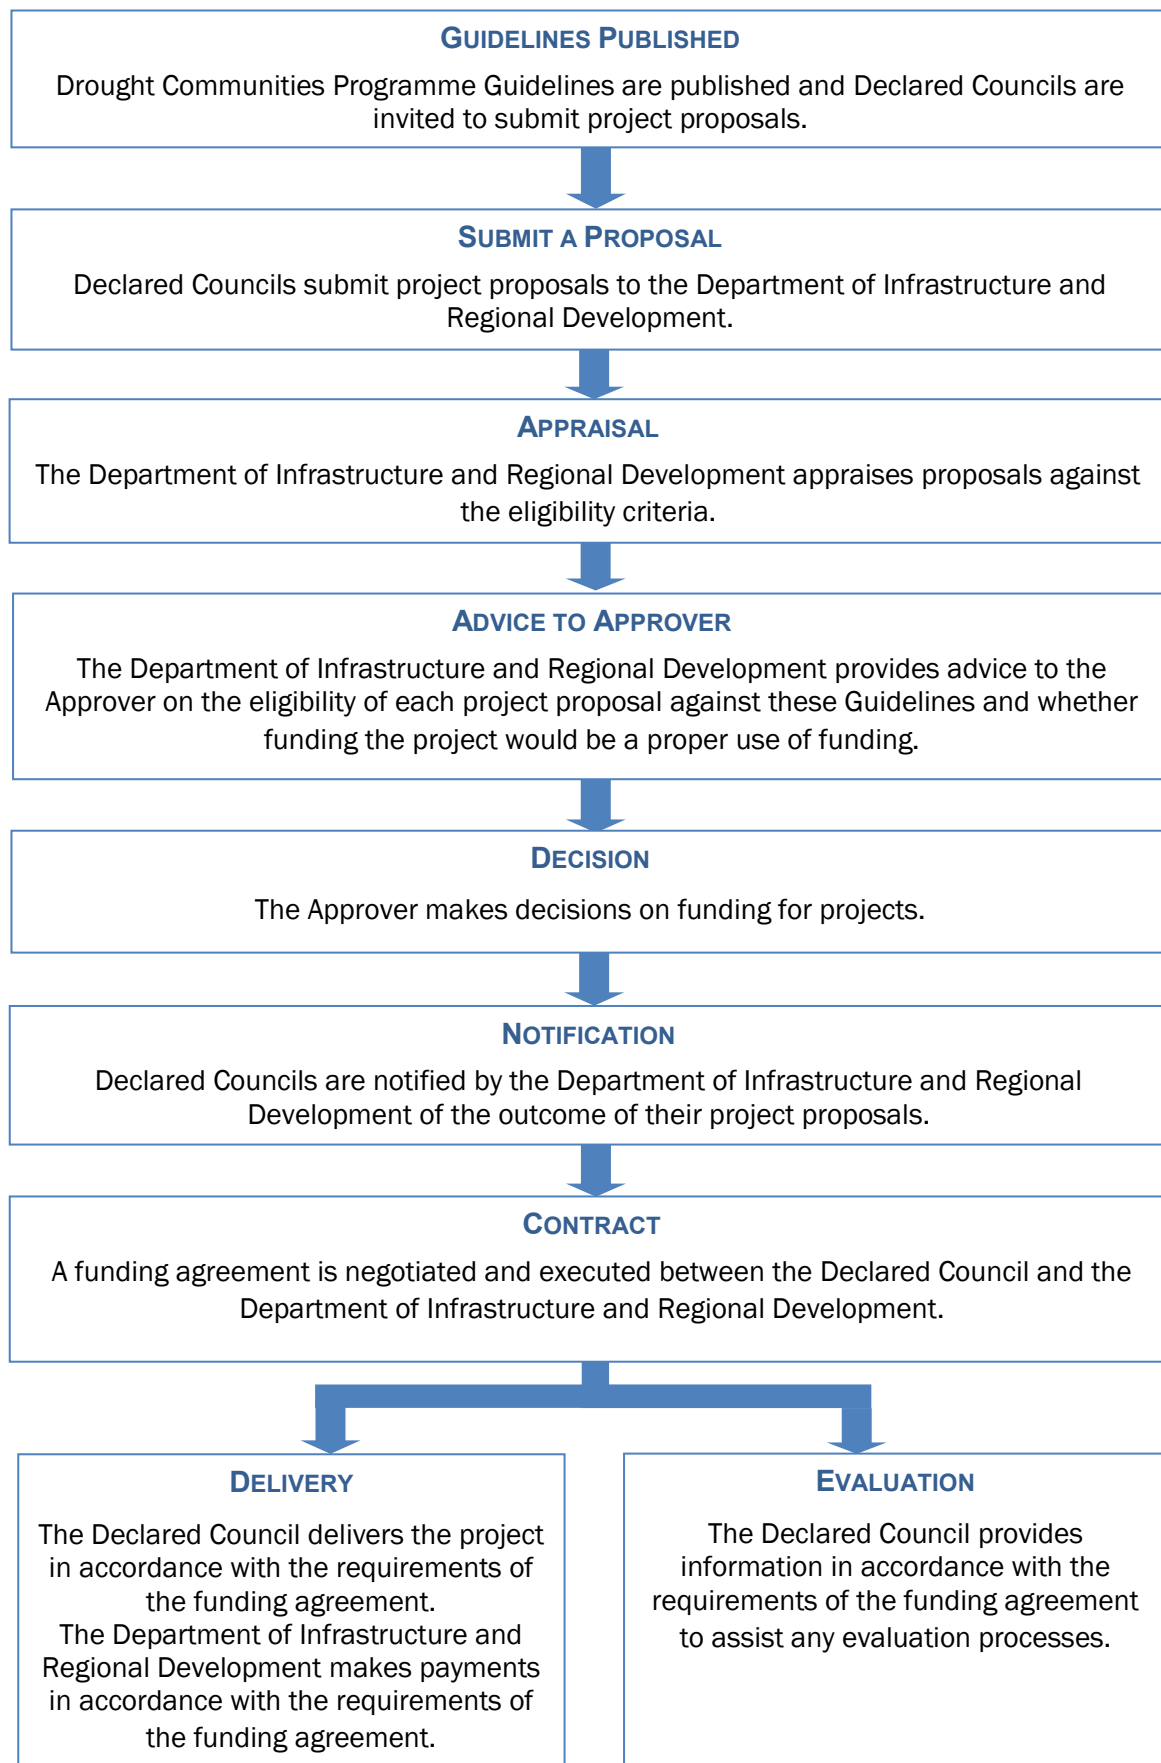 GUIDELINES PUBLISHED
Drought Communities Programme Guidelines are published and Declared Councils are
invited to submit project proposals.
SUBMIT A PROPOSAL
Declared Councils submit project proposals to the Department of Infrastructure and
Regional Development.
APPRAISAL
The Department of Infrastructure and Regional Development appraises proposals against
the eligibility criteria.
ADVICE TO APPROVER
The Department of Infrastructure and Regional Development provides advice to the
Approver on the eligibility of each project proposal against these Guidelines and whether
funding the project would be a proper use of funding.
DECISION
The Approver makes decisions on funding for projects.
NOTIFICATION
Declared Councils are notified by the Department of Infrastructure and Regional
Development of the outcome of their project proposals.
CONTRACT
A funding agreement is negotiated and executed between the Declared Council and the
Department of Infrastructure and Regional Development.
DELIVERY
The Declared Council delivers the project
in accordance with the requirements of
the funding agreement.
The Department of Infrastructure and
Regional Development makes payments
in accordance with the requirements of
the funding agreement.
EVALUATION
The Declared Council provides
information in accordance with the
requirements of the funding agreement
to assist any evaluation processes.